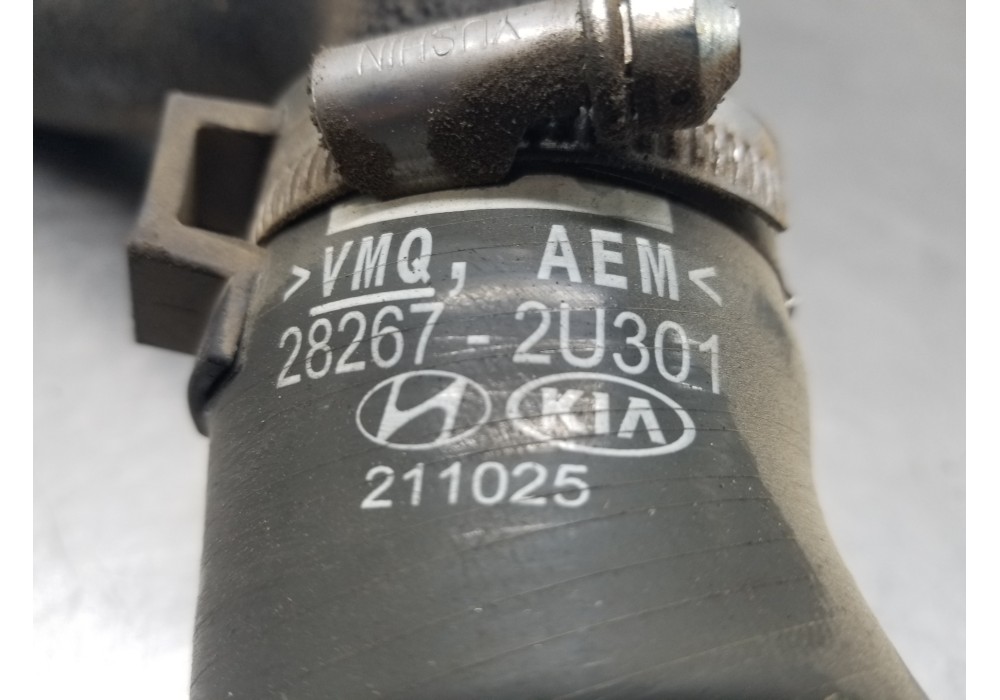 YUSHIN
>VMQ, AEM<
28267-2U301
KIA
211025